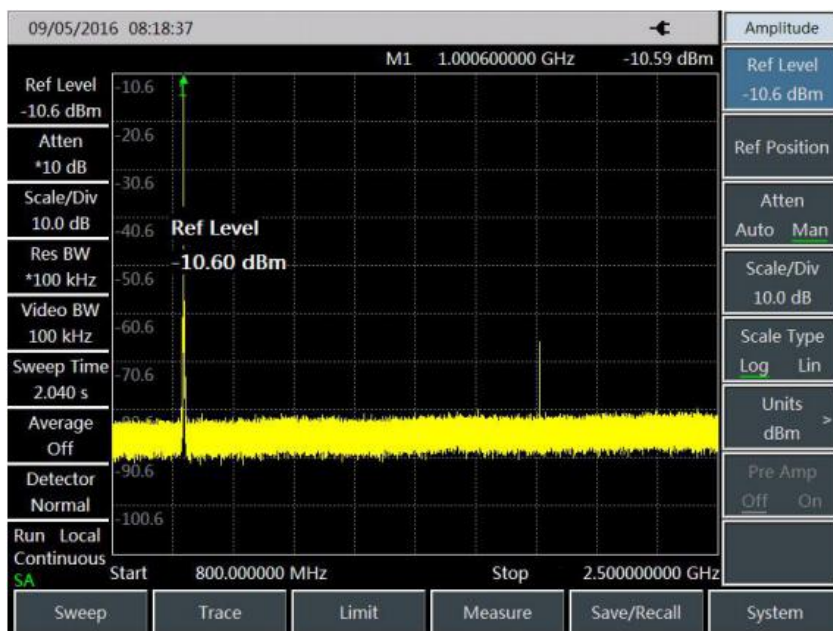 09/05/2016 08:18:37
Amplitude
M1 1.000600000 GHz -10.59 dBm
Ref Level
-10.6 dBm
Atten
*10 dB
Scale/Div
10.0 dB
Res BW
*100 kHz
Video BW
100 kHz
Sweep Time
2.040 s
Average
Off
Detector
Normal
Run Local
Continuous
SA
-10.6
-20.6
-30.6
-40.6
-50.6
-60.6
-70.6
-90.6
-100.6
1
Ref Level
-10.60 dBm
Start 800.000000 MHz Stop 2.500000000 GHz
Ref Level
-10.6 dBm
Ref Position
Atten
Auto Man
Scale/Div
10.0 dB
Scale Type
Log Lin
Units
dBm >
Pre Amp
Off On
Sweep Trace Limit Measure Save/Recall System